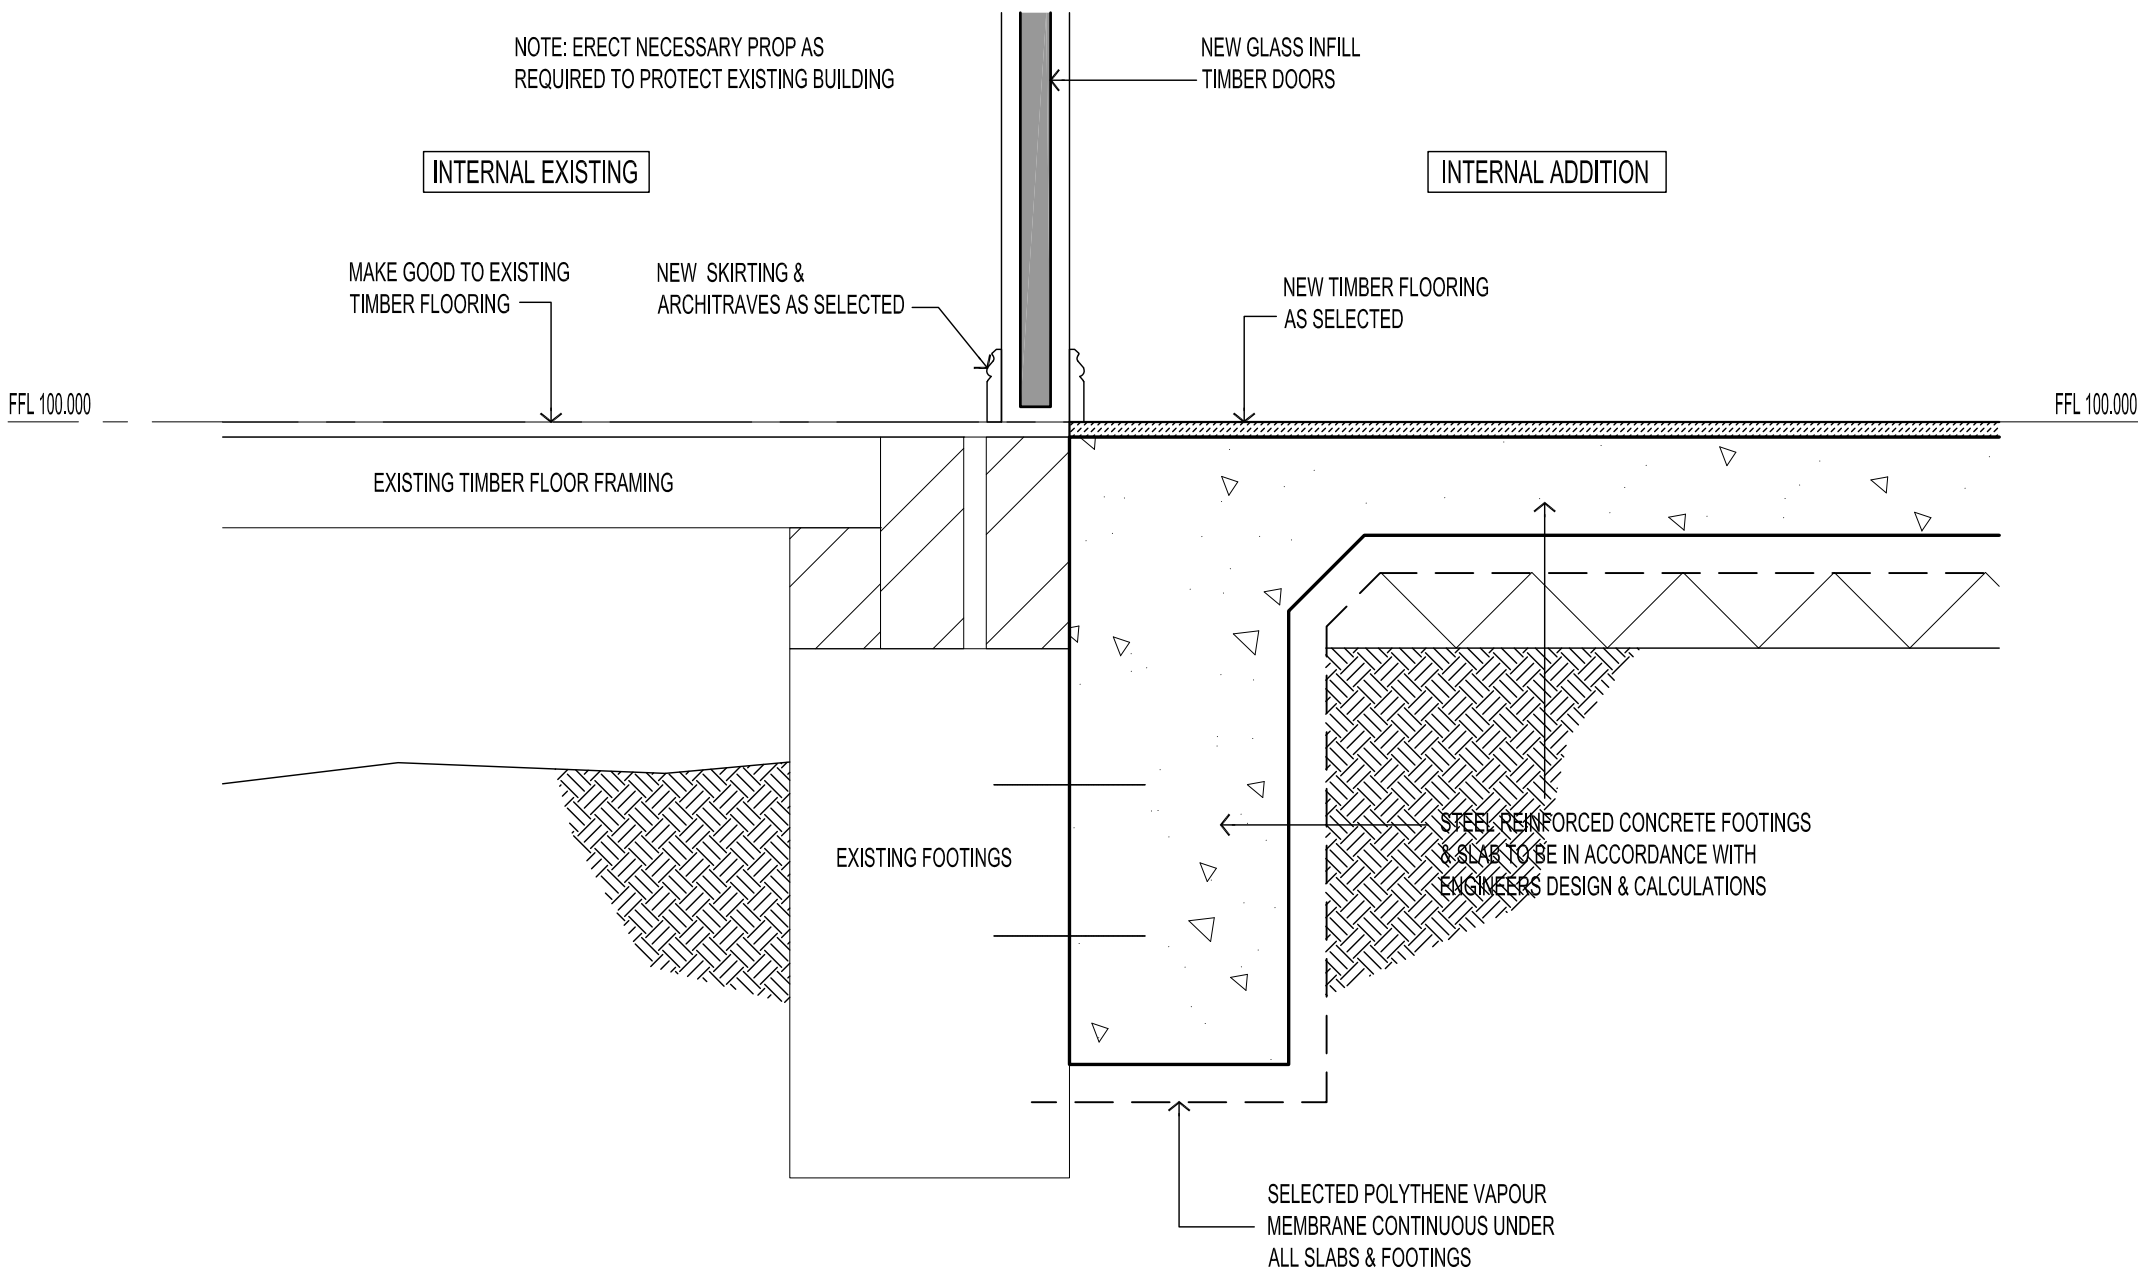 NOTE: ERECT NECESSARY PROP AS
REQUIRED TO PROTECT EXISTING BUILDING
NEW GLASS INFILL
TIMBER DOORS
INTERNAL EXISTING
INTERNAL ADDITION
MAKE GOOD TO EXISTING
TIMBER FLOORING
NEW SKIRTING &
ARCHITRAVES AS SELECTED
NEW TIMBER FLOORING
AS SELECTED
FFL 100.000
FFL 100.000
EXISTING TIMBER FLOOR FRAMING
EXISTING FOOTINGS
STEEL REINFORCED CONCRETE FOOTINGS
& SLAB TO BE IN ACCORDANCE WITH
ENGINEERS DESIGN & CALCULATIONS
SELECTED POLYTHENE VAPOUR
MEMBRANE CONTINUOUS UNDER
ALL SLABS & FOOTINGS